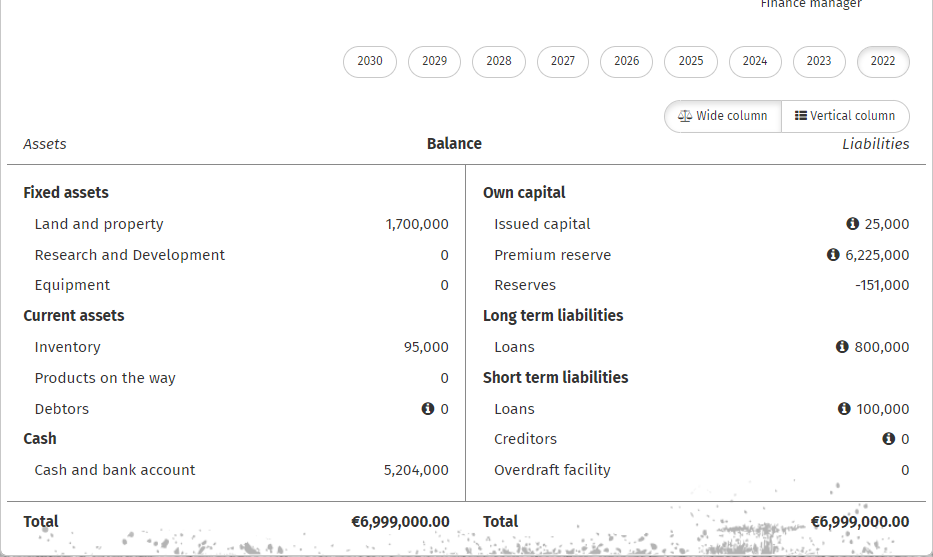 Finance manager
2030 2029 2028 2027 2026 2025 2024 2023 2022
Wide column Vertical column
Assets Balance Liabilities
Fixed assets Own capital
Land and property 1,700,000 Issued capital 25,000
Research and Development 0 Premium reserve 6,225,000
Equipment 0 Reserves -151,000
Current assets Long term liabilities
Inventory 95,000 Loans 800,000
Products on the way 0 Short term liabilities
Debtors 0 Loans 100,000
Cash Creditors 0
Cash and bank account 5,204,000 Overdraft facility 0
Total €6,999,000.00 Total €6,999,000.00